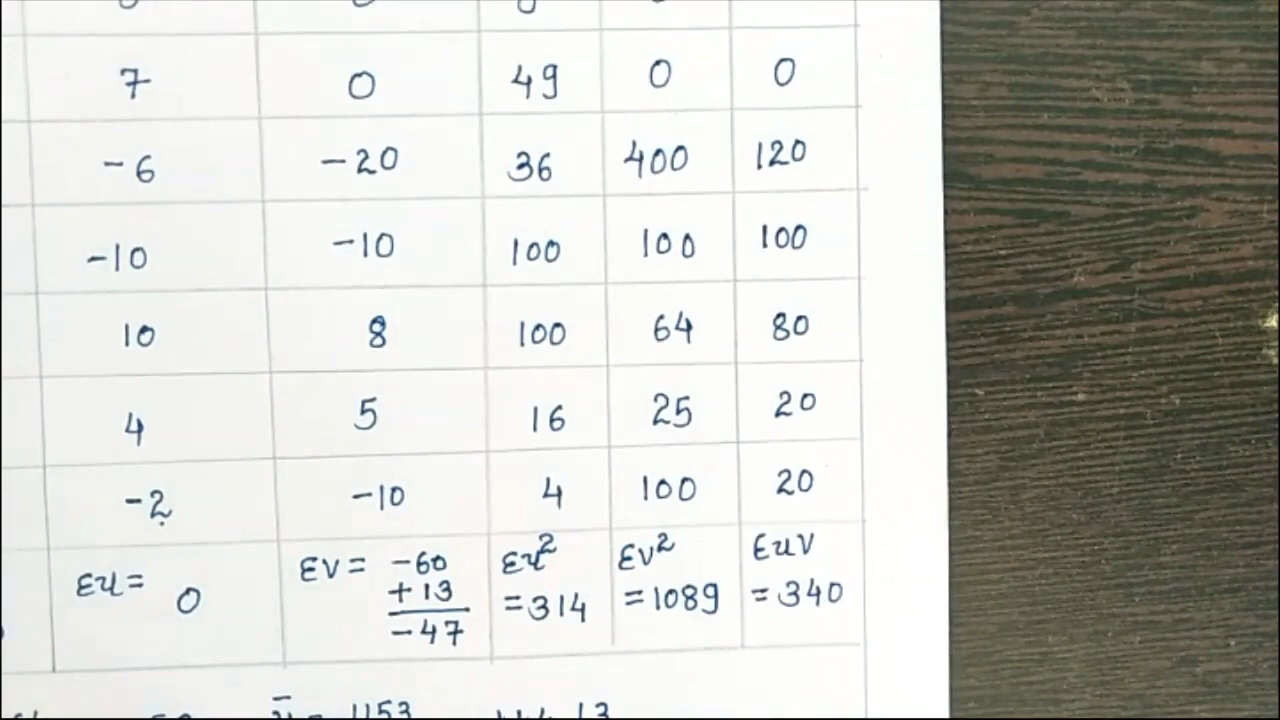 7 0 49 0 0
-6 -20 36 400 120
-10 -10 100 100 100
10 8 100 64 80
4 5 16 25 20
-2 -10 4 100 20
Σu = 0 Σv = -60 Σu² Σv² Σuv
+13 =314 =1089 =340
-47
1153